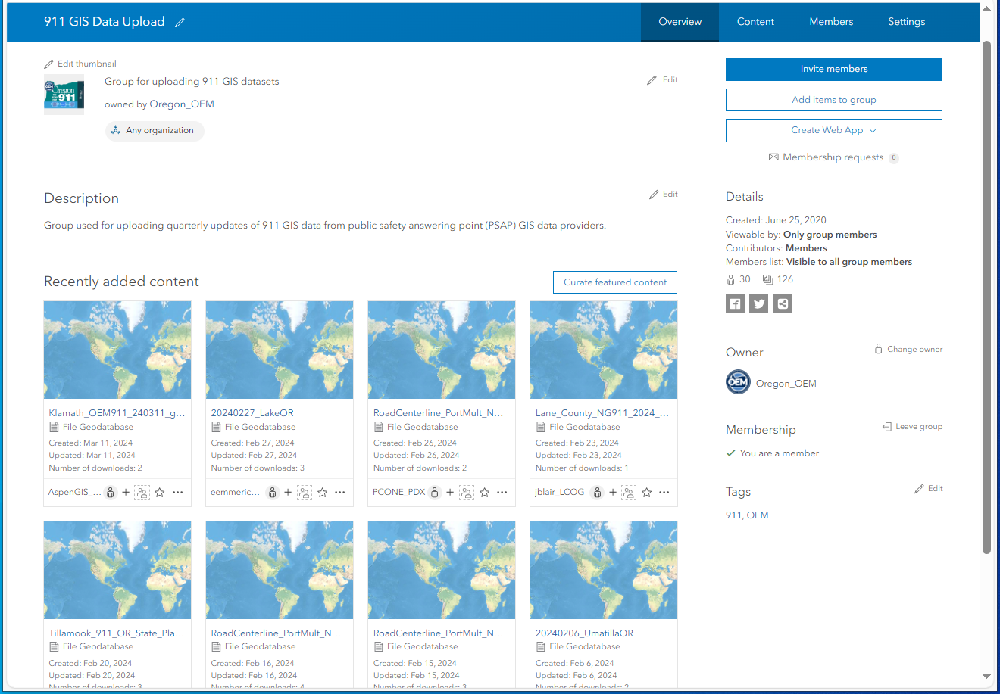 911 GIS Data Upload
Overview
Content
Members
Settings
Edit thumbnail
OEM
Oregon
911
Group for uploading 911 GIS datasets
Edit
owned by Oregon_OEM
Any organization
Invite members
Add items to group
Create Web App
Membership requests 0
Description
Edit
Group used for uploading quarterly updates of 911 GIS data from public safety answering point (PSAP) GIS data providers.
Details
Created: June 25, 2020
Viewable by: Only group members
Contributors: Members
Members list: Visible to all group members
30 126
Recently added content
Curate featured content
Klamath_OEM911_240311_g...
File Geodatabase
Created: Mar 11, 2024
Updated: Mar 11, 2024
Number of downloads: 2
AspenGIS_...
20240227_LakeOR
File Geodatabase
Created: Feb 27, 2024
Updated: Feb 27, 2024
Number of downloads: 3
eemmeric...
RoadCenterline_PortMult_N...
File Geodatabase
Created: Feb 26, 2024
Updated: Feb 26, 2024
Number of downloads: 2
PCONE_PDX
Lane_County_NG911_2024_...
File Geodatabase
Created: Feb 23, 2024
Updated: Feb 23, 2024
Number of downloads: 1
jblair_LCOG
Tillamook_911_OR_State_Pla...
File Geodatabase
Created: Feb 20, 2024
Updated: Feb 20, 2024
Number of downloads: 3
RoadCenterline_PortMult_N...
File Geodatabase
Created: Feb 16, 2024
Updated: Feb 16, 2024
Number of downloads: 4
RoadCenterline_PortMult_N...
File Geodatabase
Created: Feb 15, 2024
Updated: Feb 15, 2024
Number of downloads: 3
20240206_UmatillaOR
File Geodatabase
Created: Feb 6, 2024
Updated: Feb 6, 2024
Number of downloads: 2
Owner
Change owner
OEM
Oregon_OEM
Membership
Leave group
You are a member
Tags
Edit
911, OEM